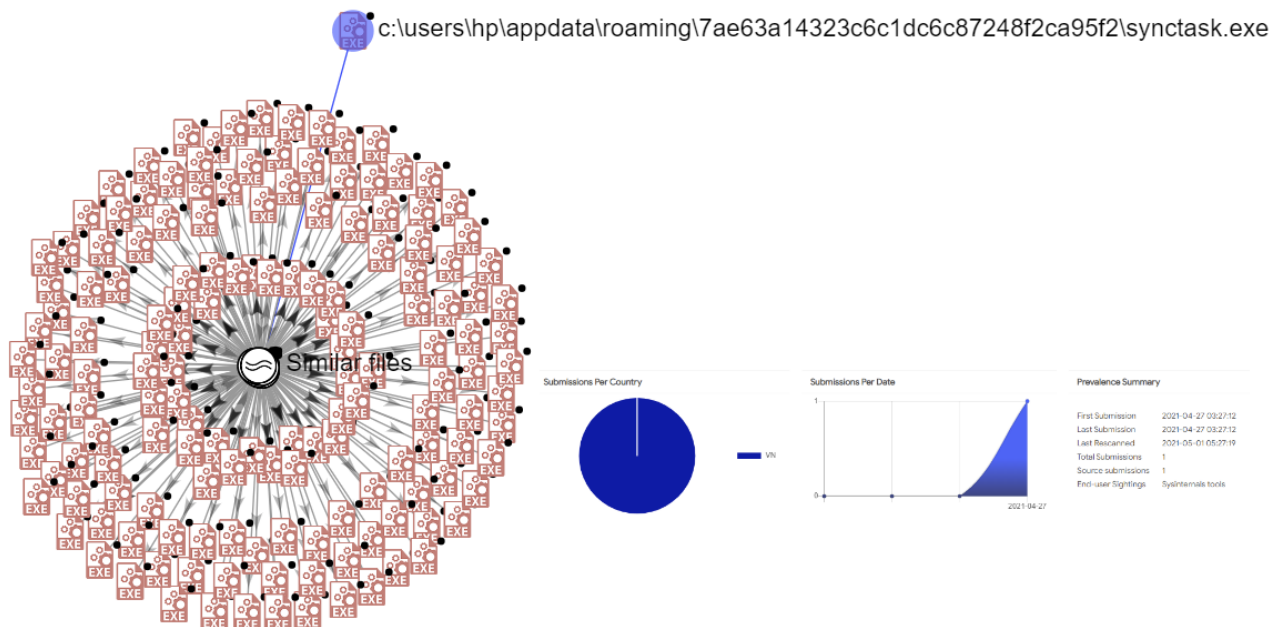 c:\users\hp\appdata\roaming\7ae63a14323c6c1dc6c87248f2ca95f2\synctask.exe
EXE
Similar files
Submissions Per Country
VN
Submissions Per Date
1
0
2021-04-27
Prevalence Summary
First Submission 2021-04-27 03:27:12
Last Submission 2021-04-27 03:27:12
Last Rescanned 2021-05-01 05:27:19
Total Submissions 1
Source submissions 1
End-user Sightings Sysinternals tools